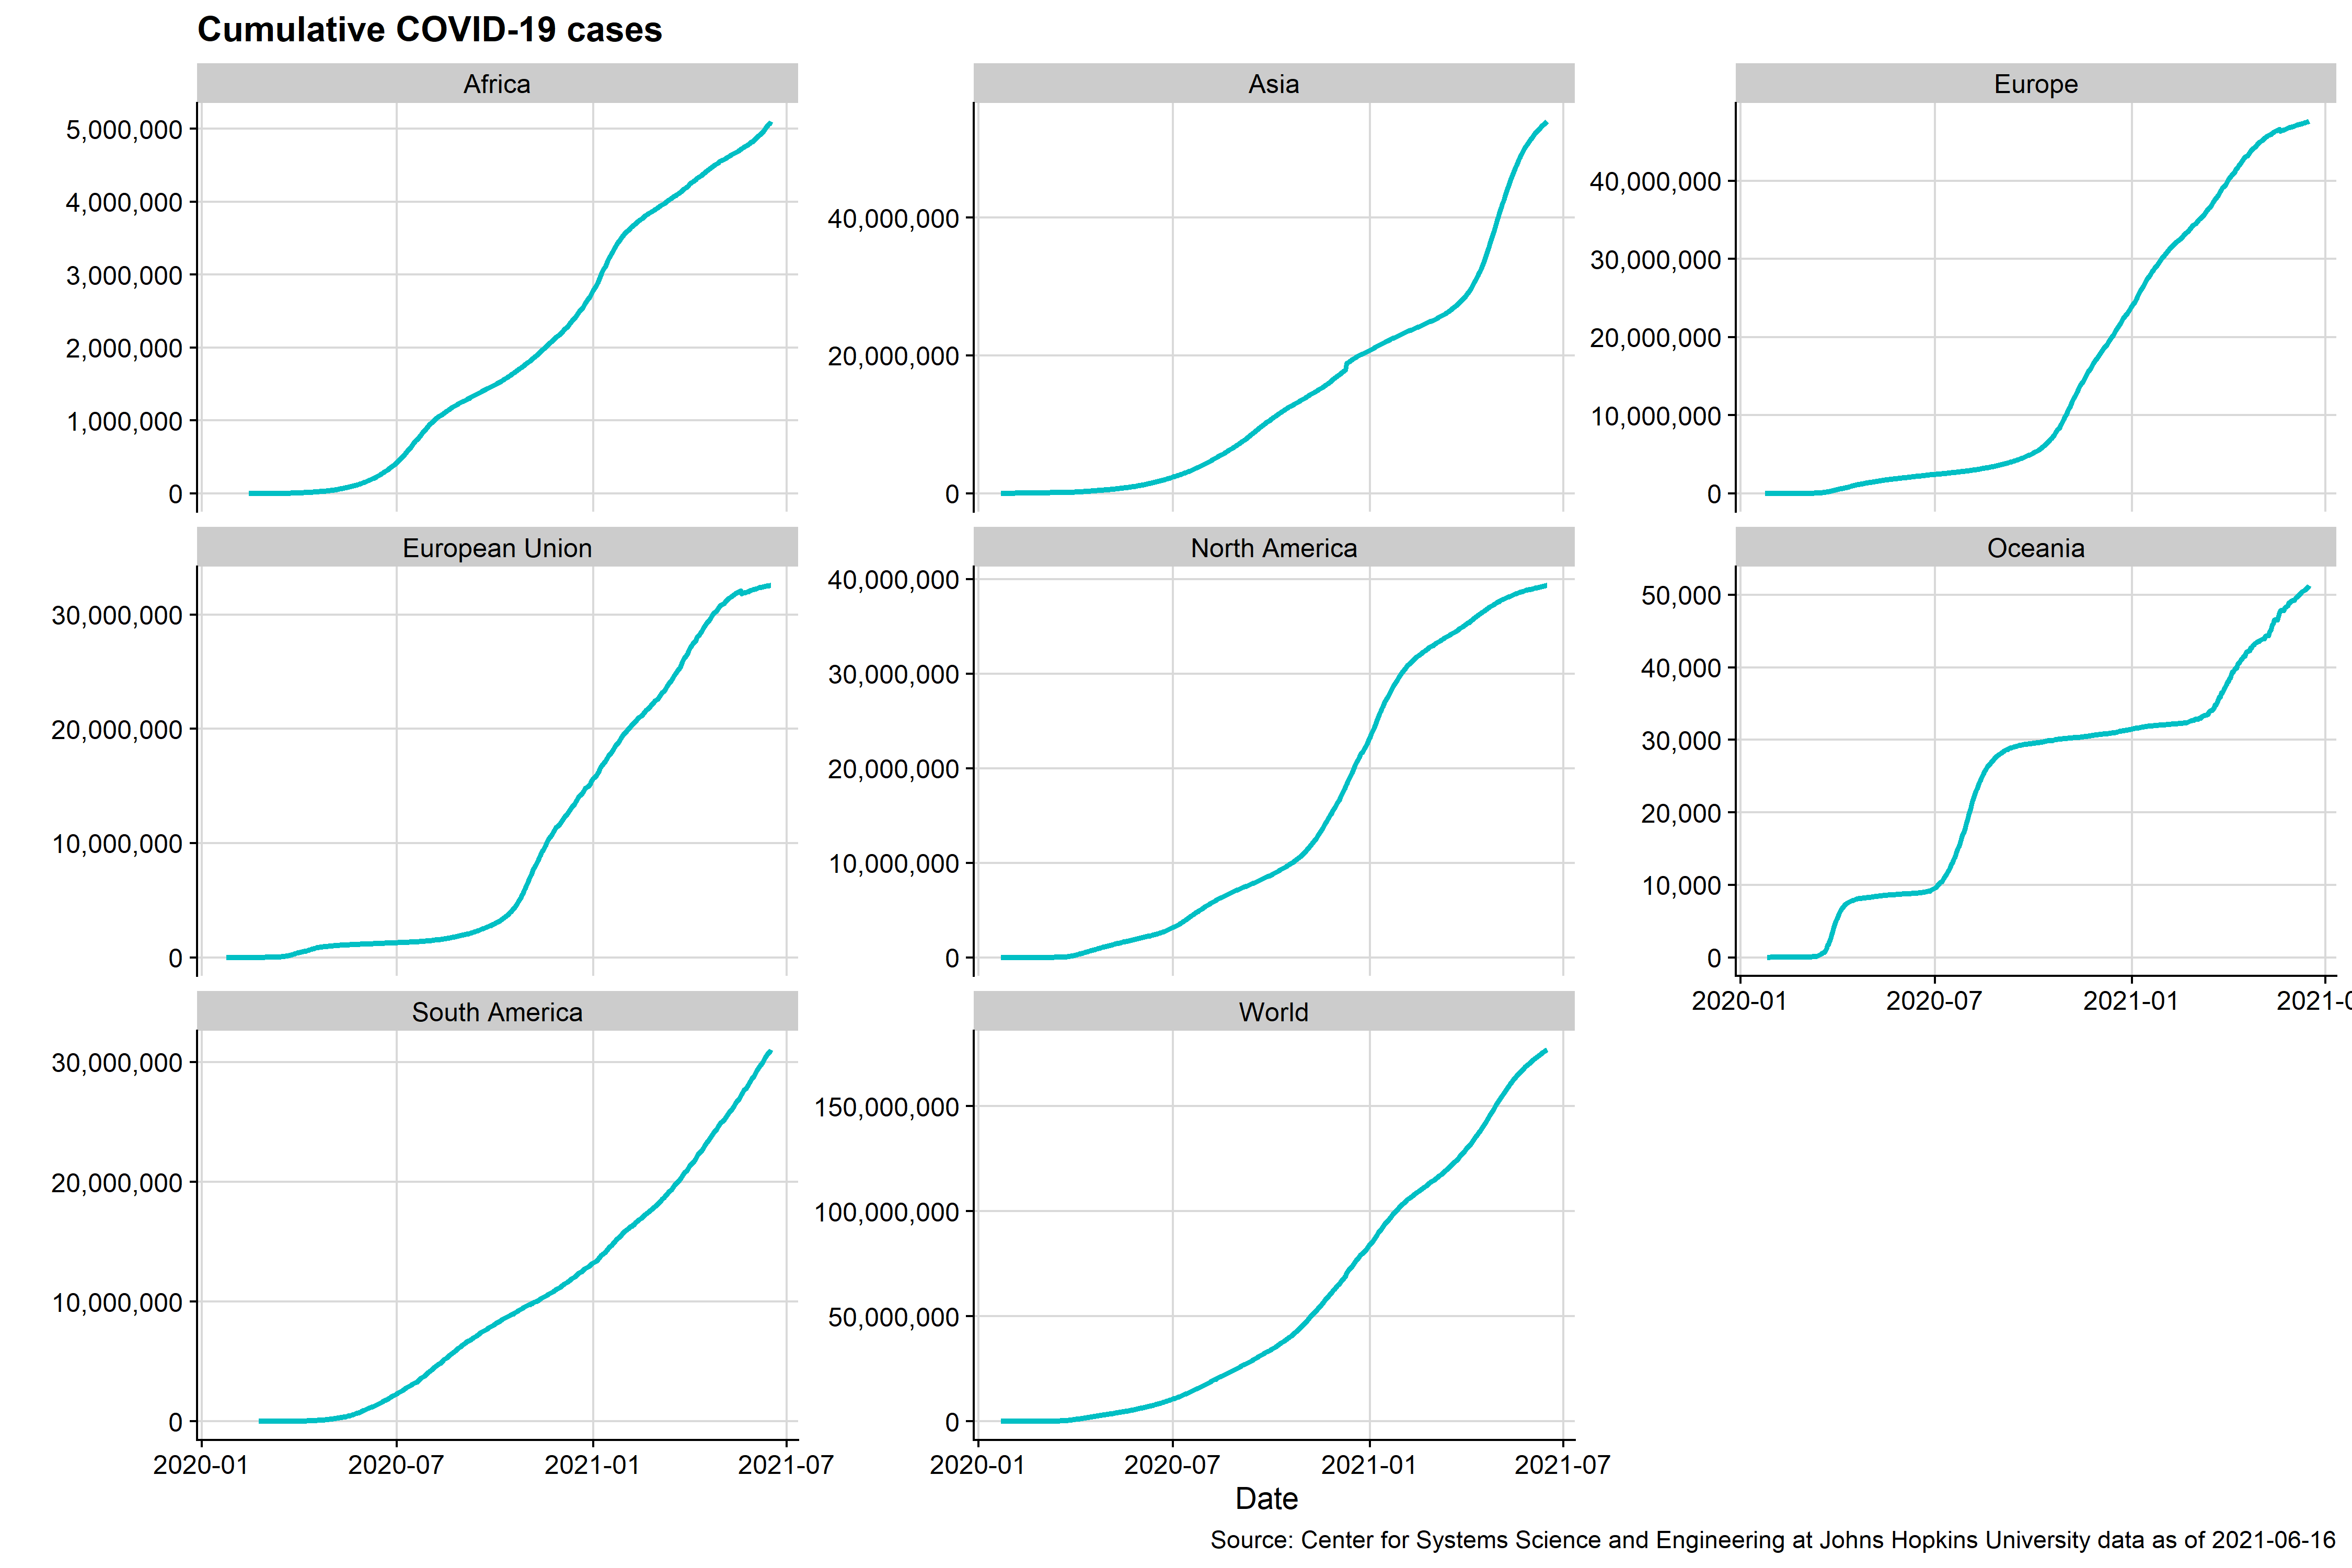 Cumulative COVID-19 cases
Africa
5,000,000
4,000,000
3,000,000
2,000,000
1,000,000
0
Asia
40,000,000
20,000,000
0
Europe
40,000,000
30,000,000
20,000,000
10,000,000
0
European Union
30,000,000
20,000,000
10,000,000
0
North America
40,000,000
30,000,000
20,000,000
10,000,000
0
Oceania
50,000
40,000
30,000
20,000
10,000
0
2020-01 2020-07 2021-01 2021-0
South America
30,000,000
20,000,000
10,000,000
0
2020-01 2020-07 2021-01 2021-07
World
150,000,000
100,000,000
50,000,000
0
2020-01 2020-07 2021-01 2021-07
Date
Source: Center for Systems Science and Engineering at Johns Hopkins University data as of 2021-06-16